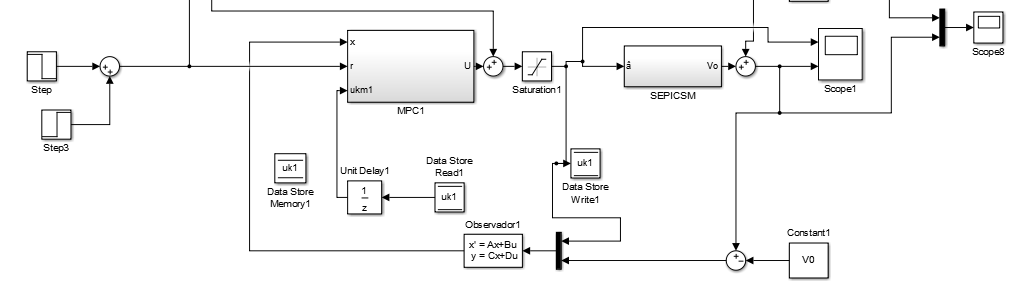 Scope8
x
r
ukm1
U
MPC1
Step
Step3
Saturation1
â
Vo
SEPICSM
Scope1
uk1
Data Store
Memory1
Unit Delay1
1
z
Data Store
Read1
uk1
uk1
Data Store
Write1
Observador1
x' = Ax+Bu
y = Cx+Du
Constant1
V0